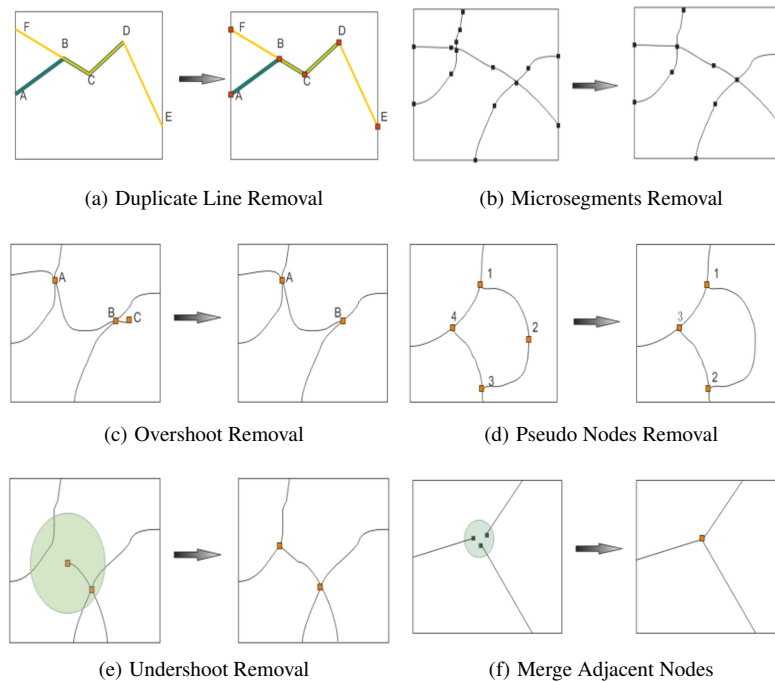 F
B
D
C
A
E
F
B
D
C
A
E
(a) Duplicate Line Removal
(b) Microsegments Removal
A
B
C
A
B
(c) Overshoot Removal
1
4
2
3
1
3
2
(d) Pseudo Nodes Removal
(e) Undershoot Removal
(f) Merge Adjacent Nodes